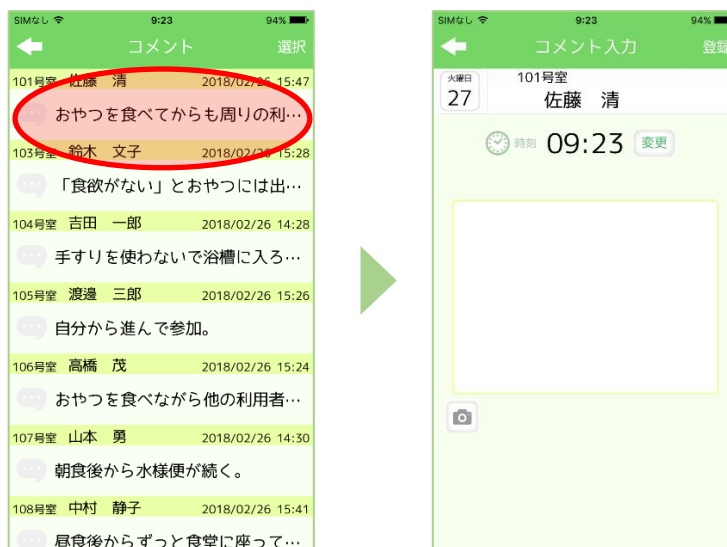 SIMなし 9:23 94%
コメント 選択
101号室 佐藤 清 2018/02/26 15:47
おやつを食べてからも周りの利…
103号室 鈴木 文子 2018/02/26 15:28
「食欲がない」とおやつには出…
104号室 吉田 一郎 2018/02/26 14:28
手すりを使わないで浴槽に入ろ…
105号室 渡邊 三郎 2018/02/26 15:26
自分から進んで参加。
106号室 高橋 茂 2018/02/26 15:24
おやつを食べながら他の利用者…
107号室 山本 勇 2018/02/26 14:30
朝食後から水様便が続く。
108号室 中村 静子 2018/02/26 15:41
昼食後からずっと食堂に座って…
SIMなし 9:23 94%
コメント入力 登録
火曜日 101号室
27 佐藤 清
時刻 09:23 変更